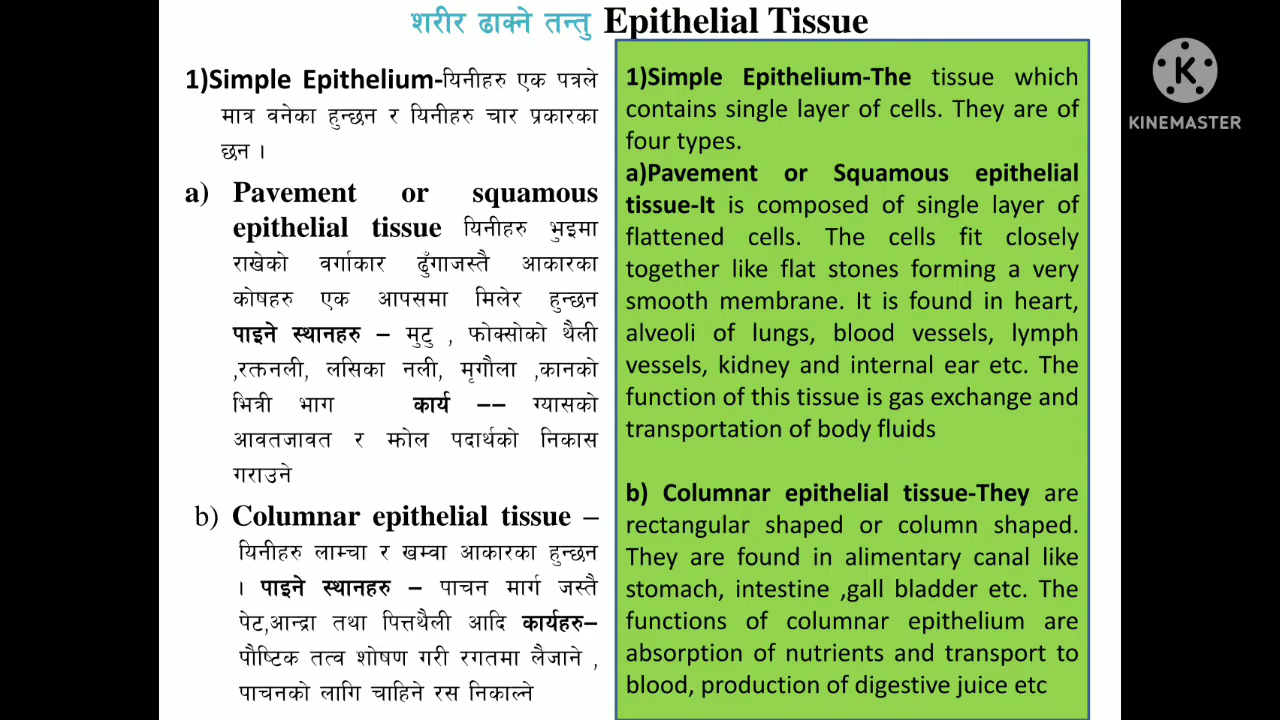 शरीर ढाक्ने तन्तु Epithelial Tissue
1)Simple Epithelium-यिनीहरु एक पत्रले
मात्र वनेका हुन्छन र यिनीहरु चार प्रकारका
छन ।
a) Pavement or squamous
epithelial tissue यिनीहरु भुइमा
राखेको वर्गाकार ढुँगाजस्तै आकारका
कोषहरु एक आपसमा मिलेर हुन्छन
पाइने स्थानहरु – मुटु , फोक्सोको थैली
,रक्तनली, लसिका नली, मृगौला ,कानको
भित्री भाग कार्य –– ग्यासको
आवतजावत र झोल पदार्थको निकास
गराउने
b) Columnar epithelial tissue –
यिनीहरु लाम्चा र खम्वा आकारका हुन्छन
। पाइने स्थानहरु – पाचन मार्ग जस्तै
पेट,आन्द्रा तथा पित्तथैली आदि कार्यहरु–
पौष्टिक तत्व शोषण गरी रगतमा लैजाने ,
पाचनको लागि चाहिने रस निकाल्ने
1)Simple Epithelium-The tissue which
contains single layer of cells. They are of
four types.
a)Pavement or Squamous epithelial
tissue-It is composed of single layer of
flattened cells. The cells fit closely
together like flat stones forming a very
smooth membrane. It is found in heart,
alveoli of lungs, blood vessels, lymph
vessels, kidney and internal ear etc. The
function of this tissue is gas exchange and
transportation of body fluids
b) Columnar epithelial tissue-They are
rectangular shaped or column shaped.
They are found in alimentary canal like
stomach, intestine ,gall bladder etc. The
functions of columnar epithelium are
absorption of nutrients and transport to
blood, production of digestive juice etc
K
KINEMASTER